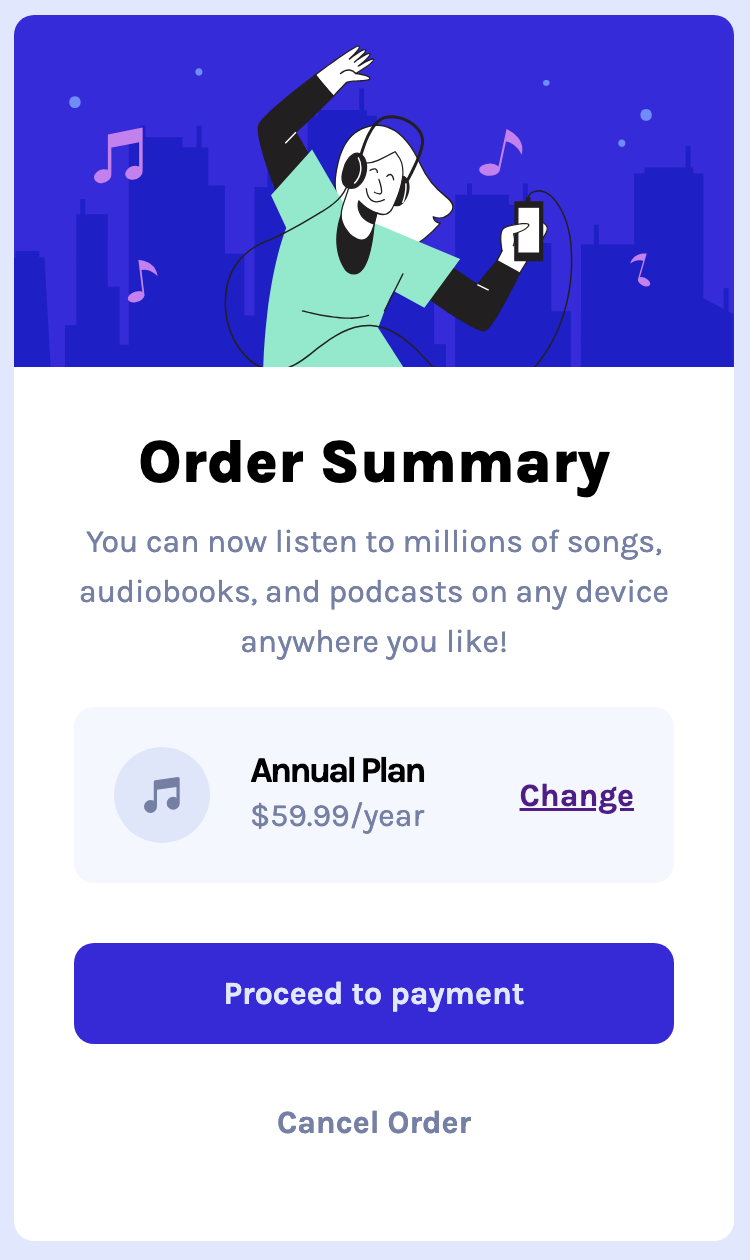 Order Summary
You can now listen to millions of songs,
audiobooks, and podcasts on any device
anywhere you like!
Annual Plan
$59.99/year
Change
Proceed to payment
Cancel Order